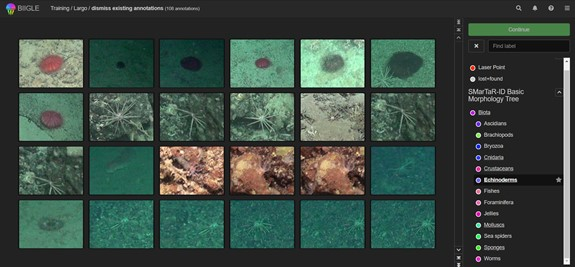 BIIGLE
Training / Largo / dismiss existing annotations (106 annotations)
Continue
Find label
Laser Point
lost+found
SMarTaR-ID Basic
Morphology Tree
Biota
Ascidians
Brachiopods
Bryozoa
Cnidaria
Crustaceans
Echinoderms
Fishes
Foraminifera
Jellies
Molluscs
Sea spiders
Sponges
Worms